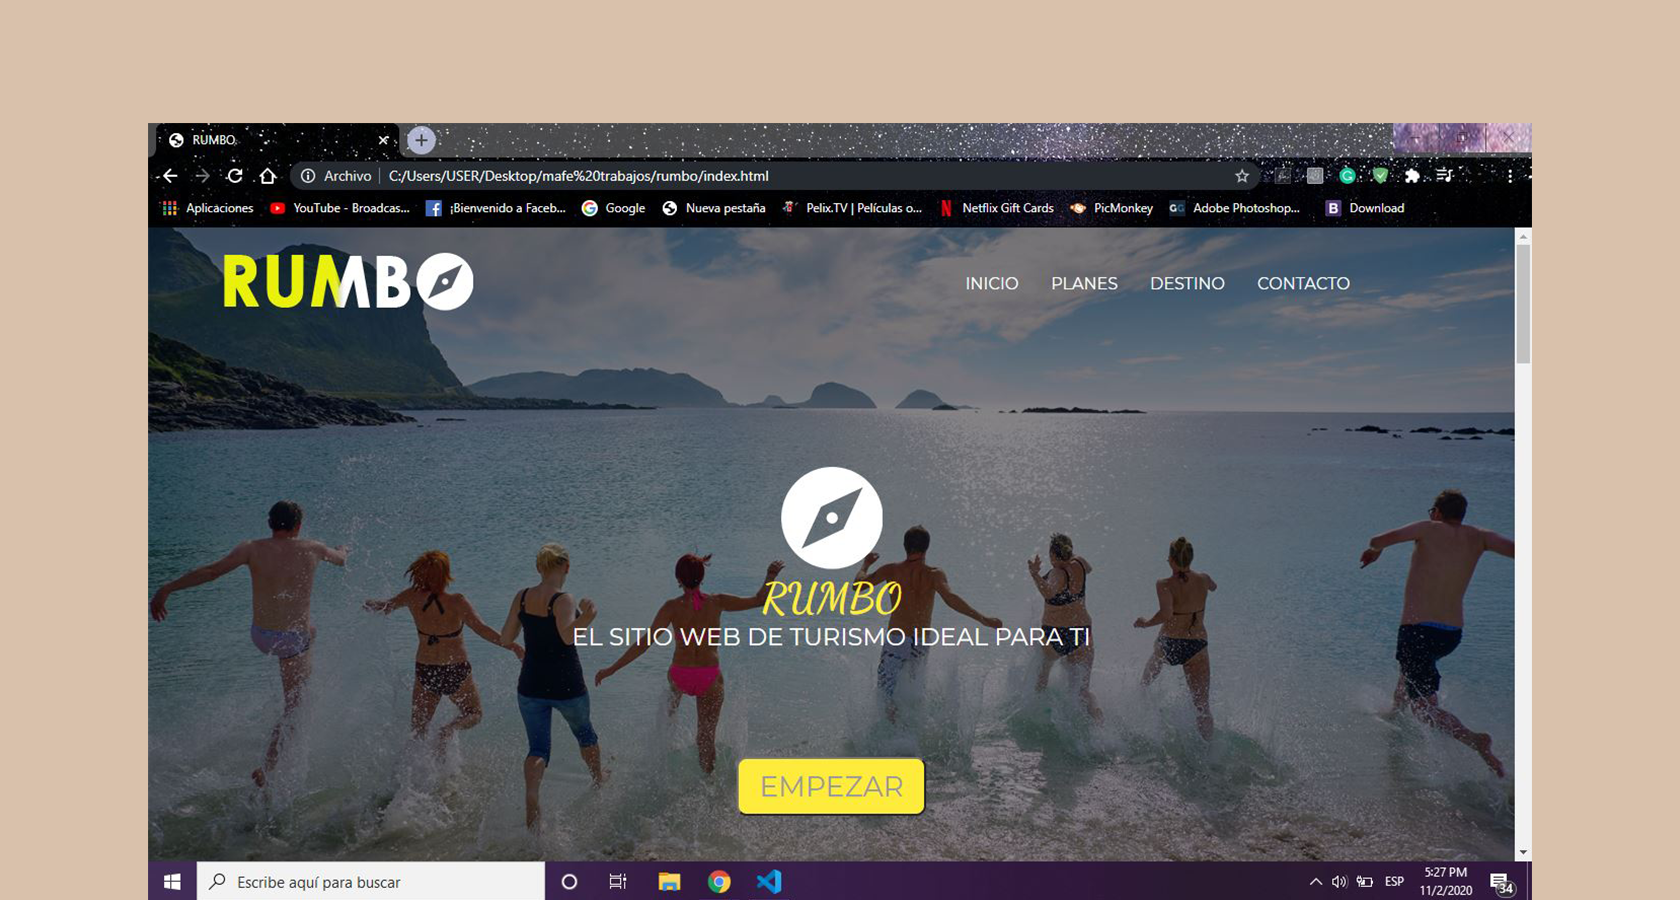 RUMBO
Archivo
C:/Users/USER/Desktop/mafe%20trabajos/rumbo/index.html
Aplicaciones
YouTube - Broadcas...
¡Bienvenido a Faceb...
Google
Nueva pestaña
Pelix.TV | Películas o...
Netflix Gift Cards
PicMonkey
Adobe Photoshop...
Download
RUMBO
INICIO
PLANES
DESTINO
CONTACTO
RUMBO
EL SITIO WEB DE TURISMO IDEAL PARA TI
EMPEZAR
Escribe aquí para buscar
ESP
5:27 PM
11/2/2020
34